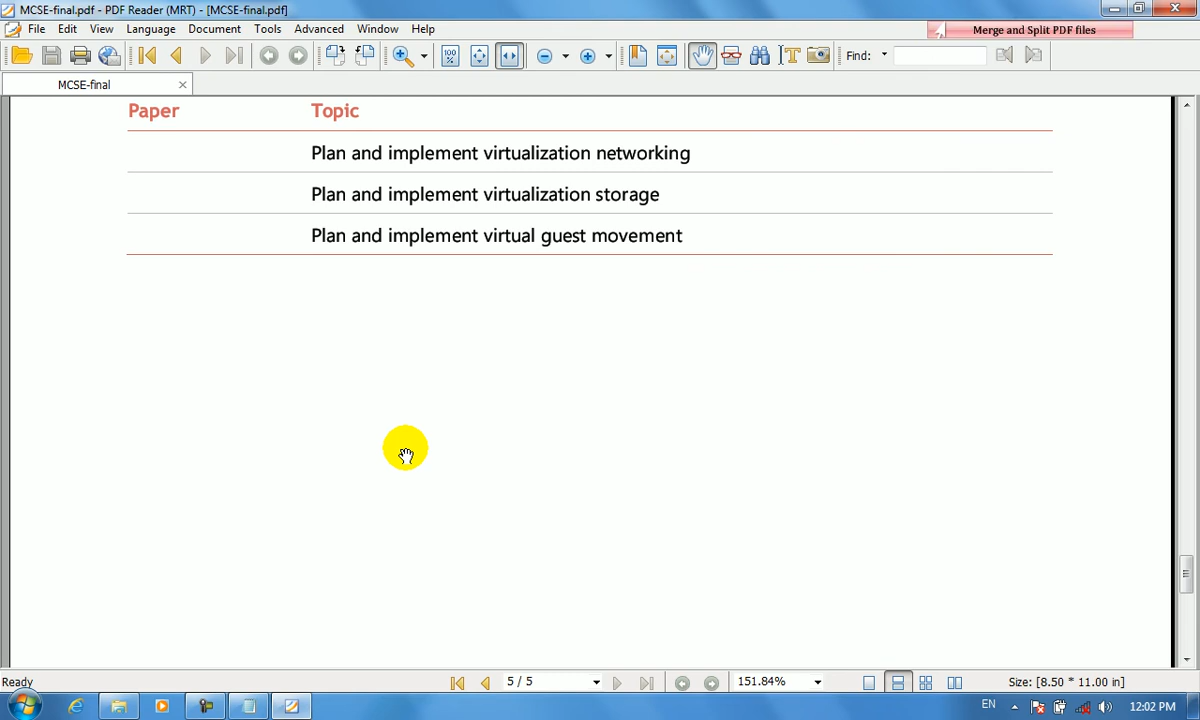 MCSE-final.pdf - PDF Reader (MRT) - [MCSE-final.pdf]
File Edit View Language Document Tools Advanced Window Help
Merge and Split PDF files
100 %
Find:
MCSE-final
Paper Topic
Plan and implement virtualization networking
Plan and implement virtualization storage
Plan and implement virtual guest movement
Ready
5 / 5
151.84%
Size: [8.50 * 11.00 in]
EN
12:02 PM